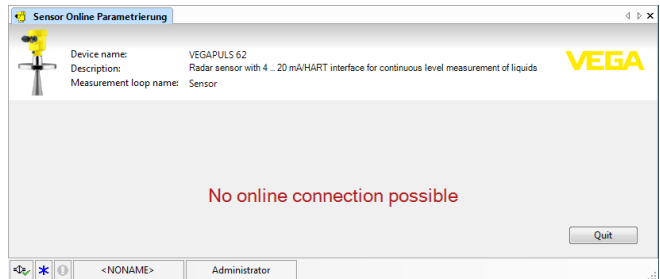 Sensor Online Parametrierung
Device name: VEGAPULS 62
Description: Radar sensor with 4 ... 20 mA/HART interface for continuous level measurement of liquids
Measurement loop name: Sensor
VEGA
No online connection possible
Quit
<NONAME> Administrator